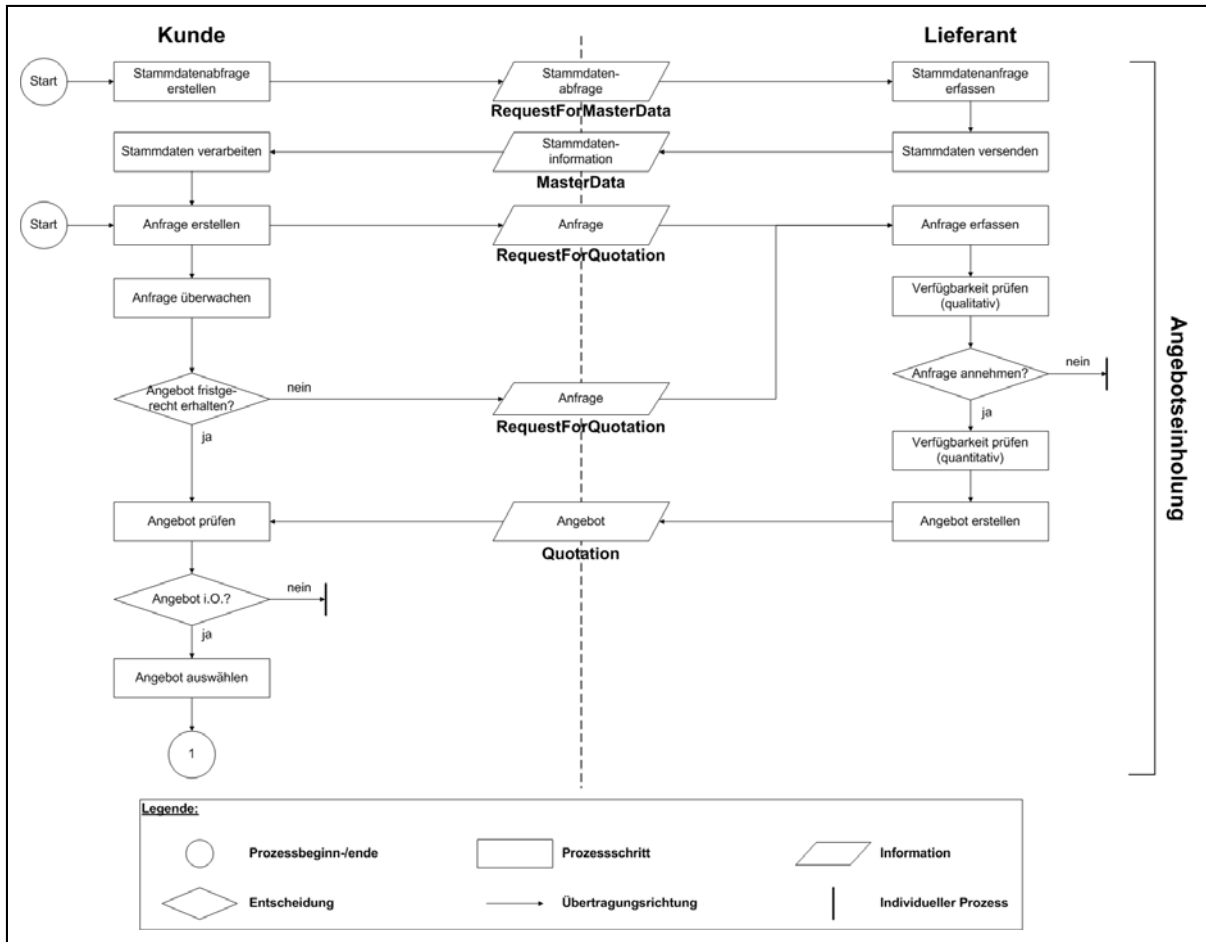 Kunde
Lieferant
Start
Stammdatenabfrage
erstellen
Stammdaten-
abfrage
RequestForMasterData
Stammdatenanfrage
erfassen
Stammdaten verarbeiten
Stammdaten-
information
MasterData
Stammdaten versenden
Start
Anfrage erstellen
Anfrage
RequestForQuotation
Anfrage erfassen
Anfrage überwachen
Verfügbarkeit prüfen
(qualitativ)
Angebot fristge-
recht erhalten?
nein
ja
Anfrage
RequestForQuotation
Anfrage annehmen?
nein
ja
Verfügbarkeit prüfen
(quantitativ)
Angebot prüfen
Angebot
Quotation
Angebot erstellen
Angebot i.O.?
nein
ja
Angebot auswählen
1
Angebotseinholung
Legende:
Prozessbeginn-/ende
Prozessschritt
Information
Entscheidung
Übertragungsrichtung
Individueller Prozess